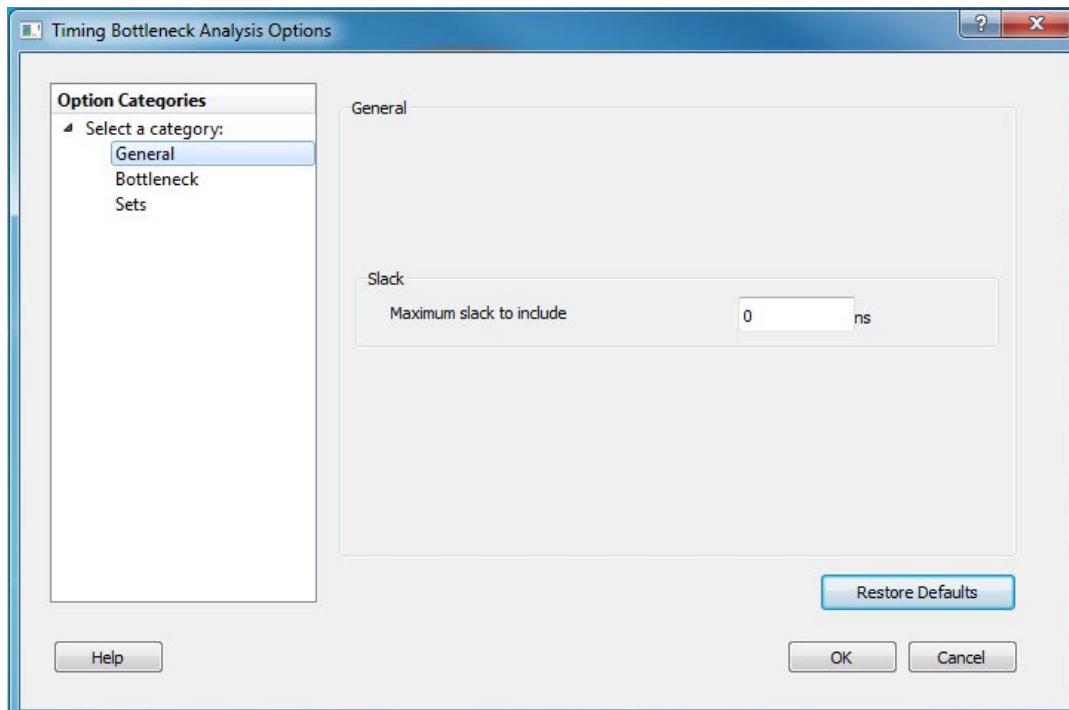 Timing Bottleneck Analysis Options
Option Categories
Select a category:
General
Bottleneck
Sets
General
Slack
Maximum slack to include 0 ns
Restore Defaults
Help OK Cancel